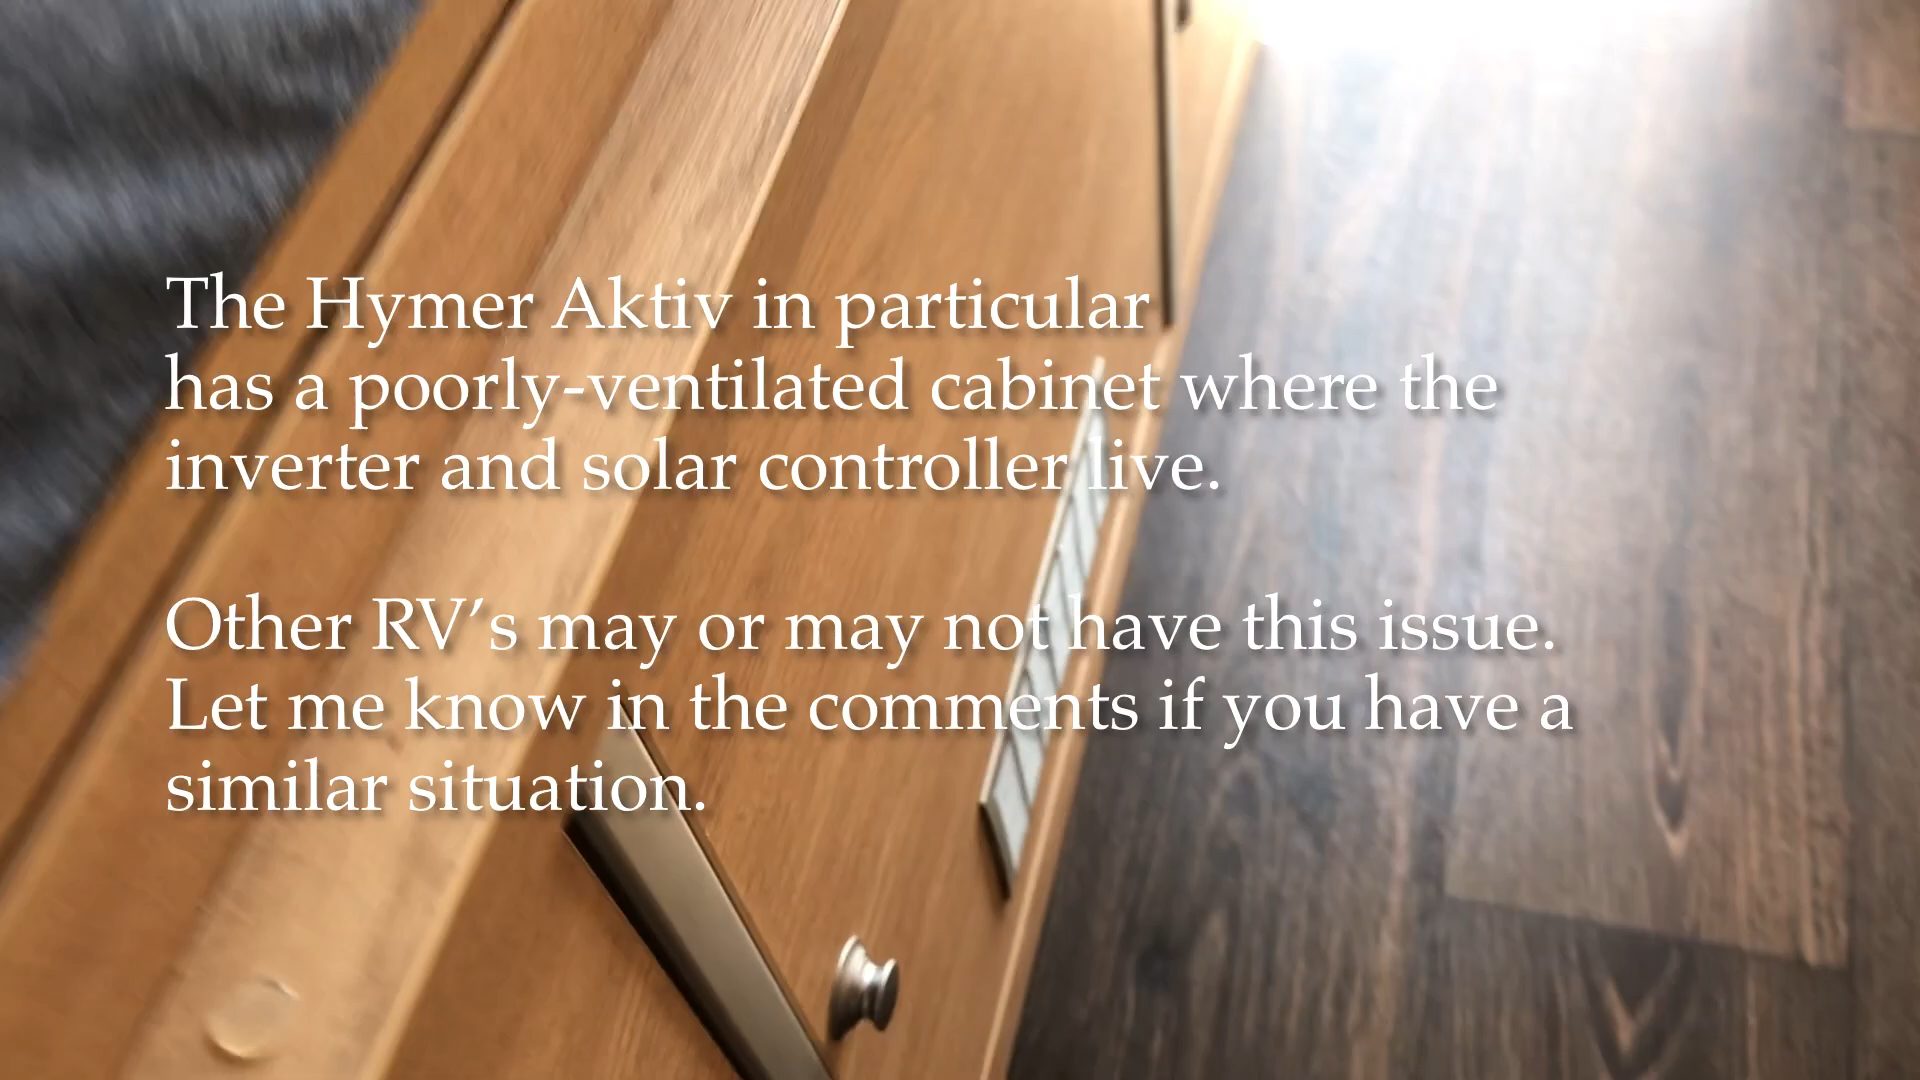 The Hymer Aktiv in particular
has a poorly-ventilated cabinet where the
inverter and solar controller live.
Other RV’s may or may not have this issue.
Let me know in the comments if you have a
similar situation.